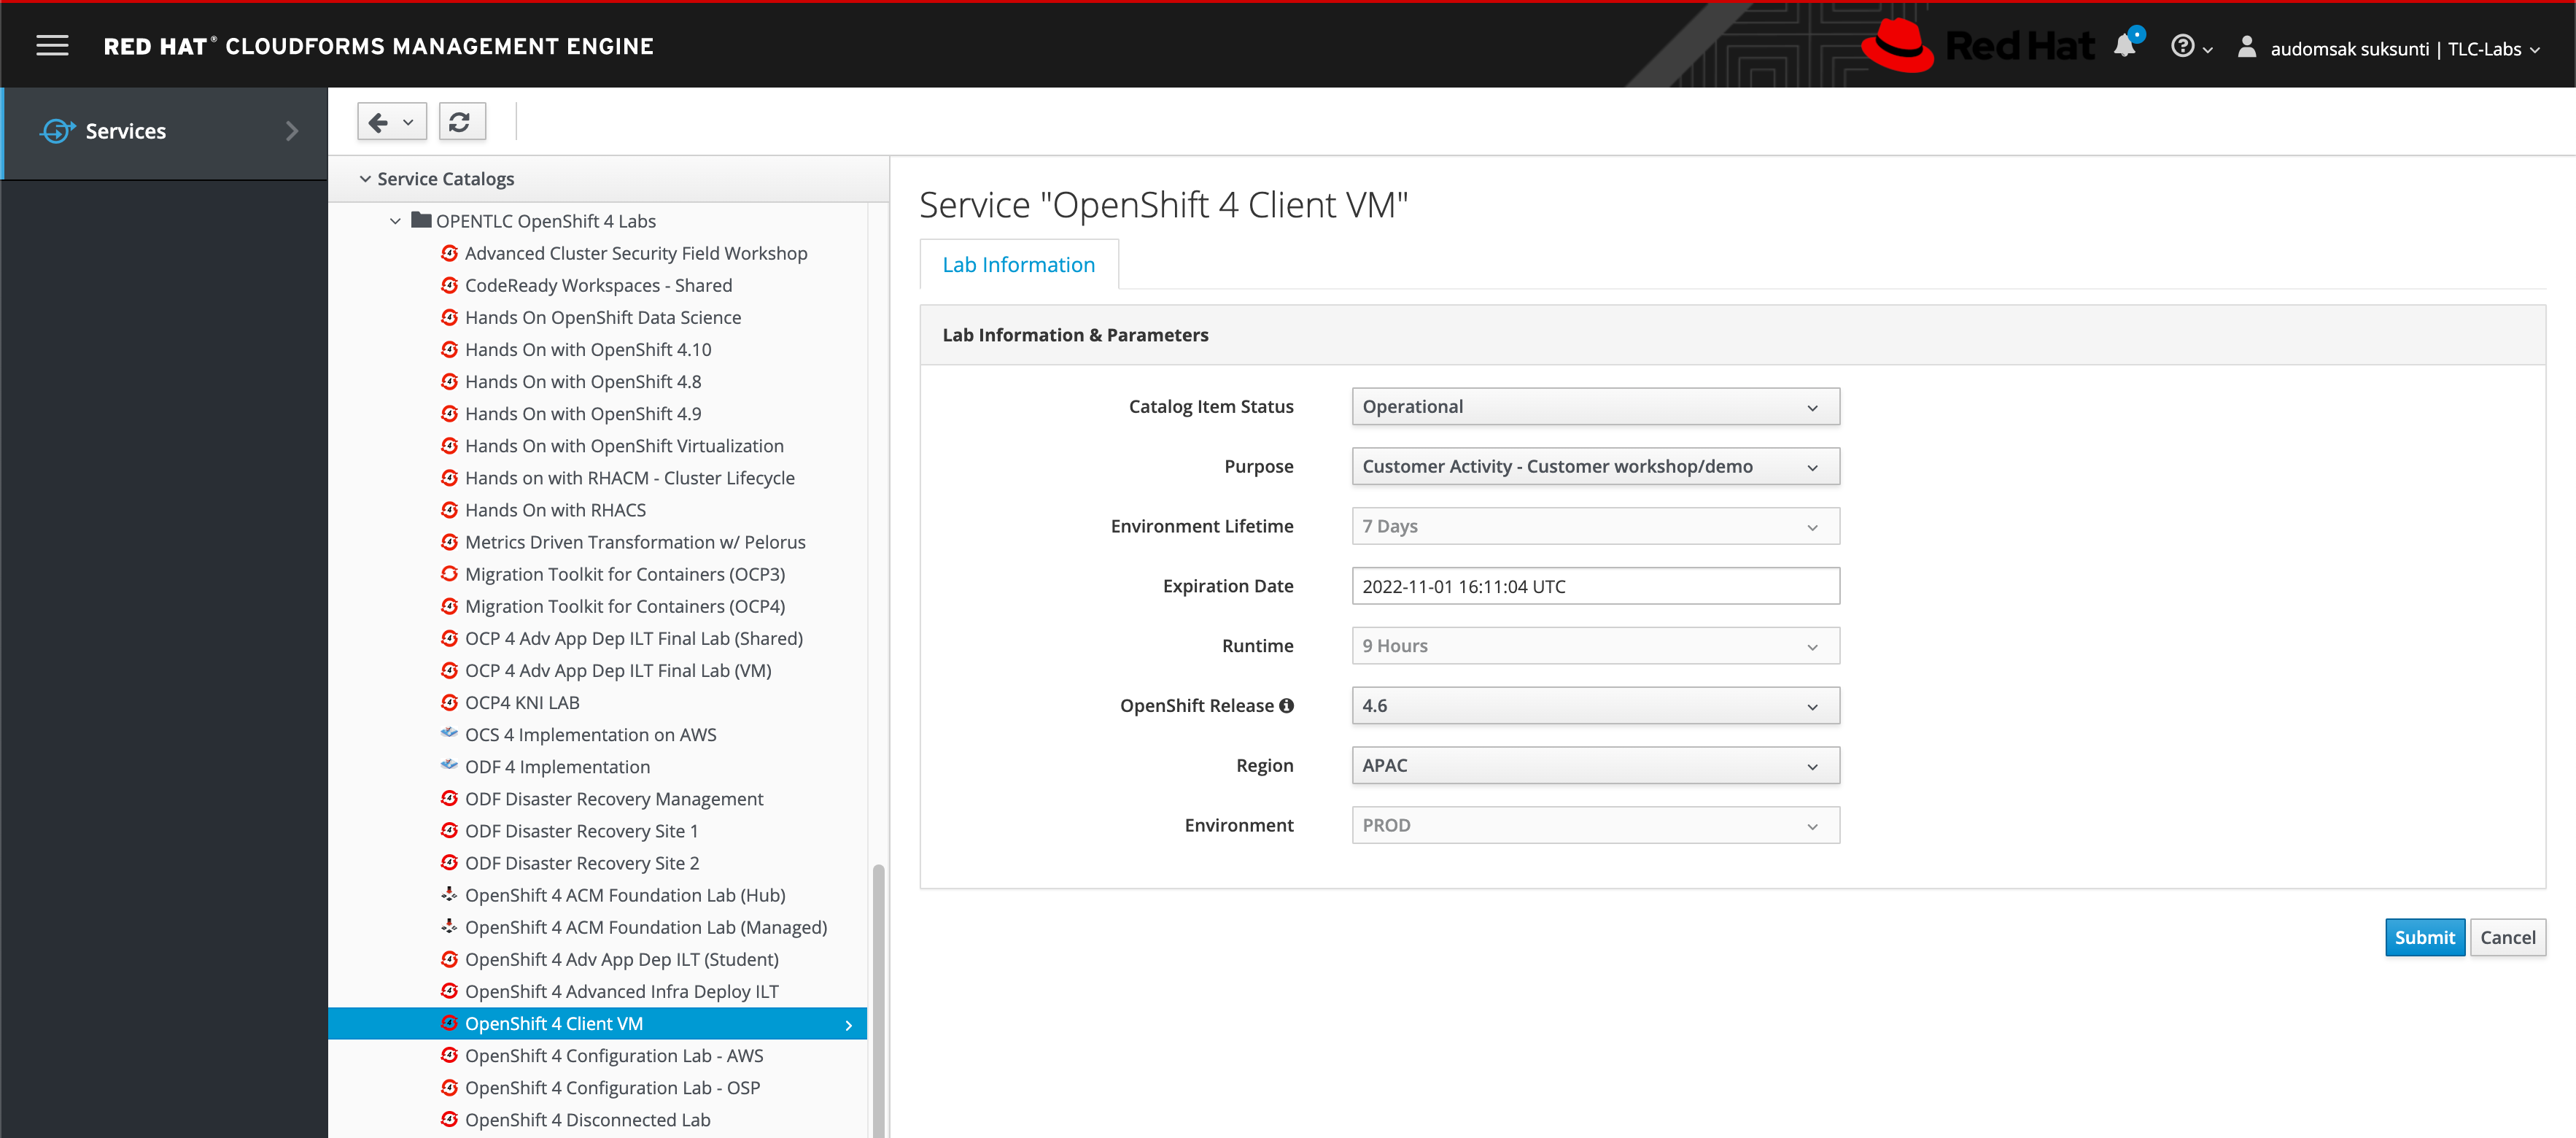 RED HAT® CLOUDFORMS MANAGEMENT ENGINE
Red Hat
audomsak suksunti | TLC-Labs
Services
Service Catalogs
OPENTLC OpenShift 4 Labs
Advanced Cluster Security Field Workshop
CodeReady Workspaces - Shared
Hands On OpenShift Data Science
Hands On with OpenShift 4.10
Hands On with OpenShift 4.8
Hands On with OpenShift 4.9
Hands On with OpenShift Virtualization
Hands on with RHACM - Cluster Lifecycle
Hands On with RHACS
Metrics Driven Transformation w/ Pelorus
Migration Toolkit for Containers (OCP3)
Migration Toolkit for Containers (OCP4)
OCP 4 Adv App Dep ILT Final Lab (Shared)
OCP 4 Adv App Dep ILT Final Lab (VM)
OCP4 KNI LAB
OCS 4 Implementation on AWS
ODF 4 Implementation
ODF Disaster Recovery Management
ODF Disaster Recovery Site 1
ODF Disaster Recovery Site 2
OpenShift 4 ACM Foundation Lab (Hub)
OpenShift 4 ACM Foundation Lab (Managed)
OpenShift 4 Adv App Dep ILT (Student)
OpenShift 4 Advanced Infra Deploy ILT
OpenShift 4 Client VM
OpenShift 4 Configuration Lab - AWS
OpenShift 4 Configuration Lab - OSP
OpenShift 4 Disconnected Lab
Service "OpenShift 4 Client VM"
Lab Information
Lab Information & Parameters
Catalog Item Status Operational
Purpose Customer Activity - Customer workshop/demo
Environment Lifetime 7 Days
Expiration Date 2022-11-01 16:11:04 UTC
Runtime 9 Hours
OpenShift Release 4.6
Region APAC
Environment PROD
Submit Cancel